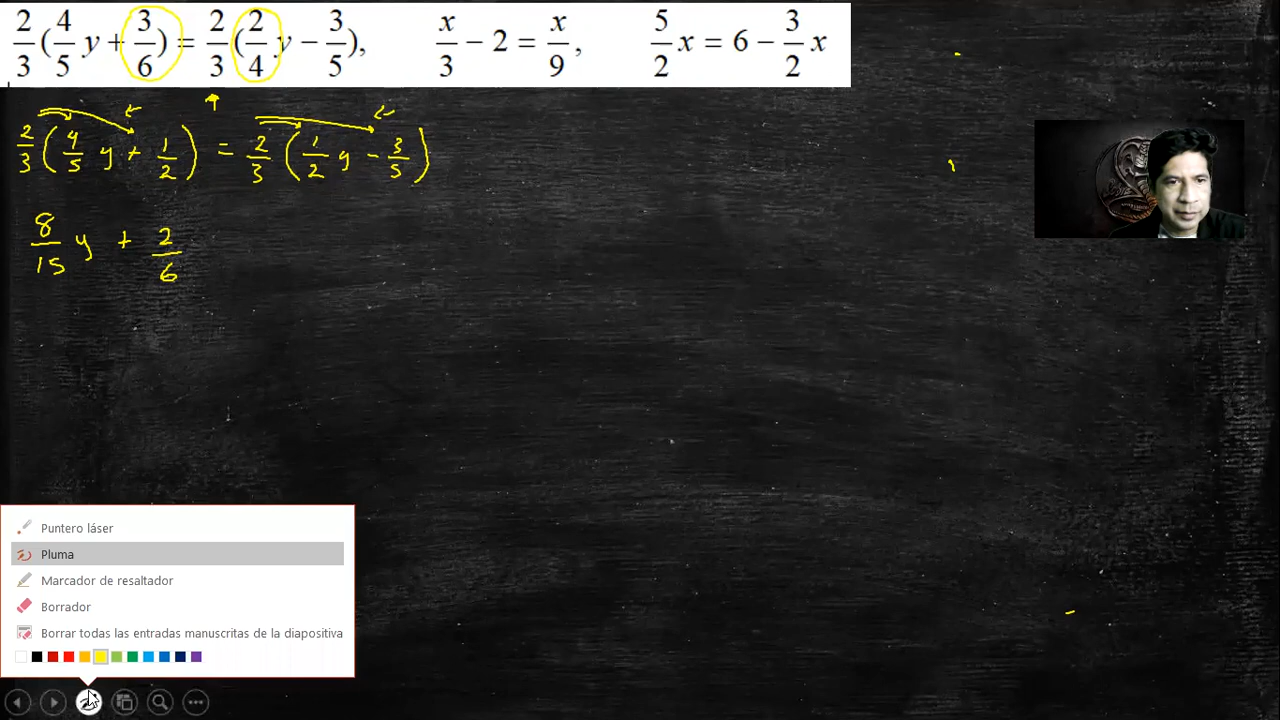 2/3(4/5 y + 3/6) = 2/3(2/4 y − 3/5), x/3 − 2 = x/9, 5/2 x = 6 − 3/2 x
2/3(4/5 y + 1/2) = 2/3(1/2 y − 3/5)
8/15 y + 2/6
Puntero láser
Pluma
Marcador de resaltador
Borrador
Borrar todas las entradas manuscritas de la diapositiva